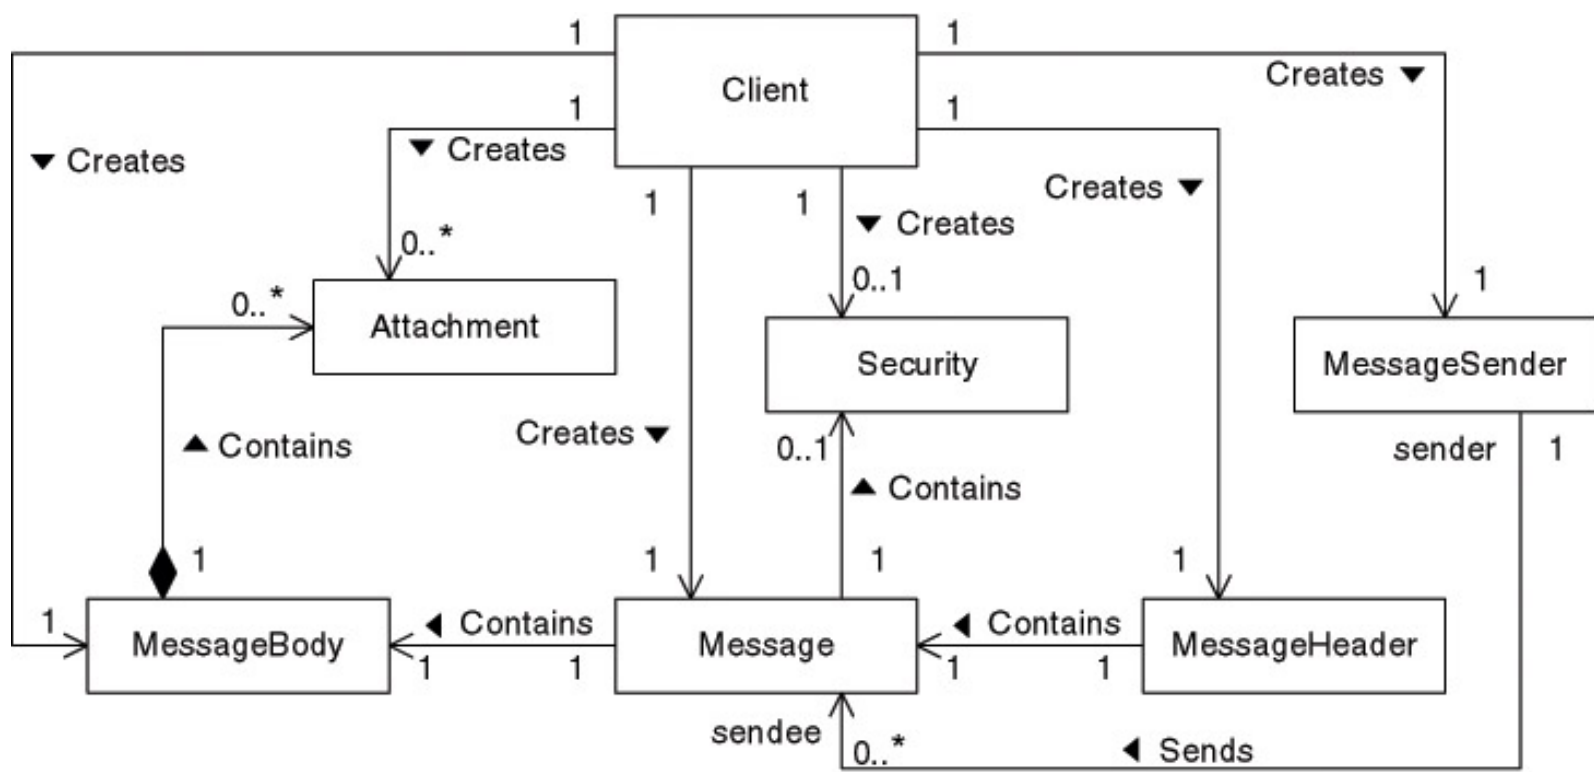 1
1
Client
Creates ▼
1
1
▼ Creates
▼ Creates
Creates ▼
1
1
▼ Creates
0..*
0..1
1
0..*
Attachment
Security
MessageSender
Creates ▼
▲ Contains
0..1
sender
1
▲ Contains
1
1
1
1
1
◀ Contains
◀ Contains
MessageBody
Message
MessageHeader
1
1
1
1
sendee
0..*
◀ Sends